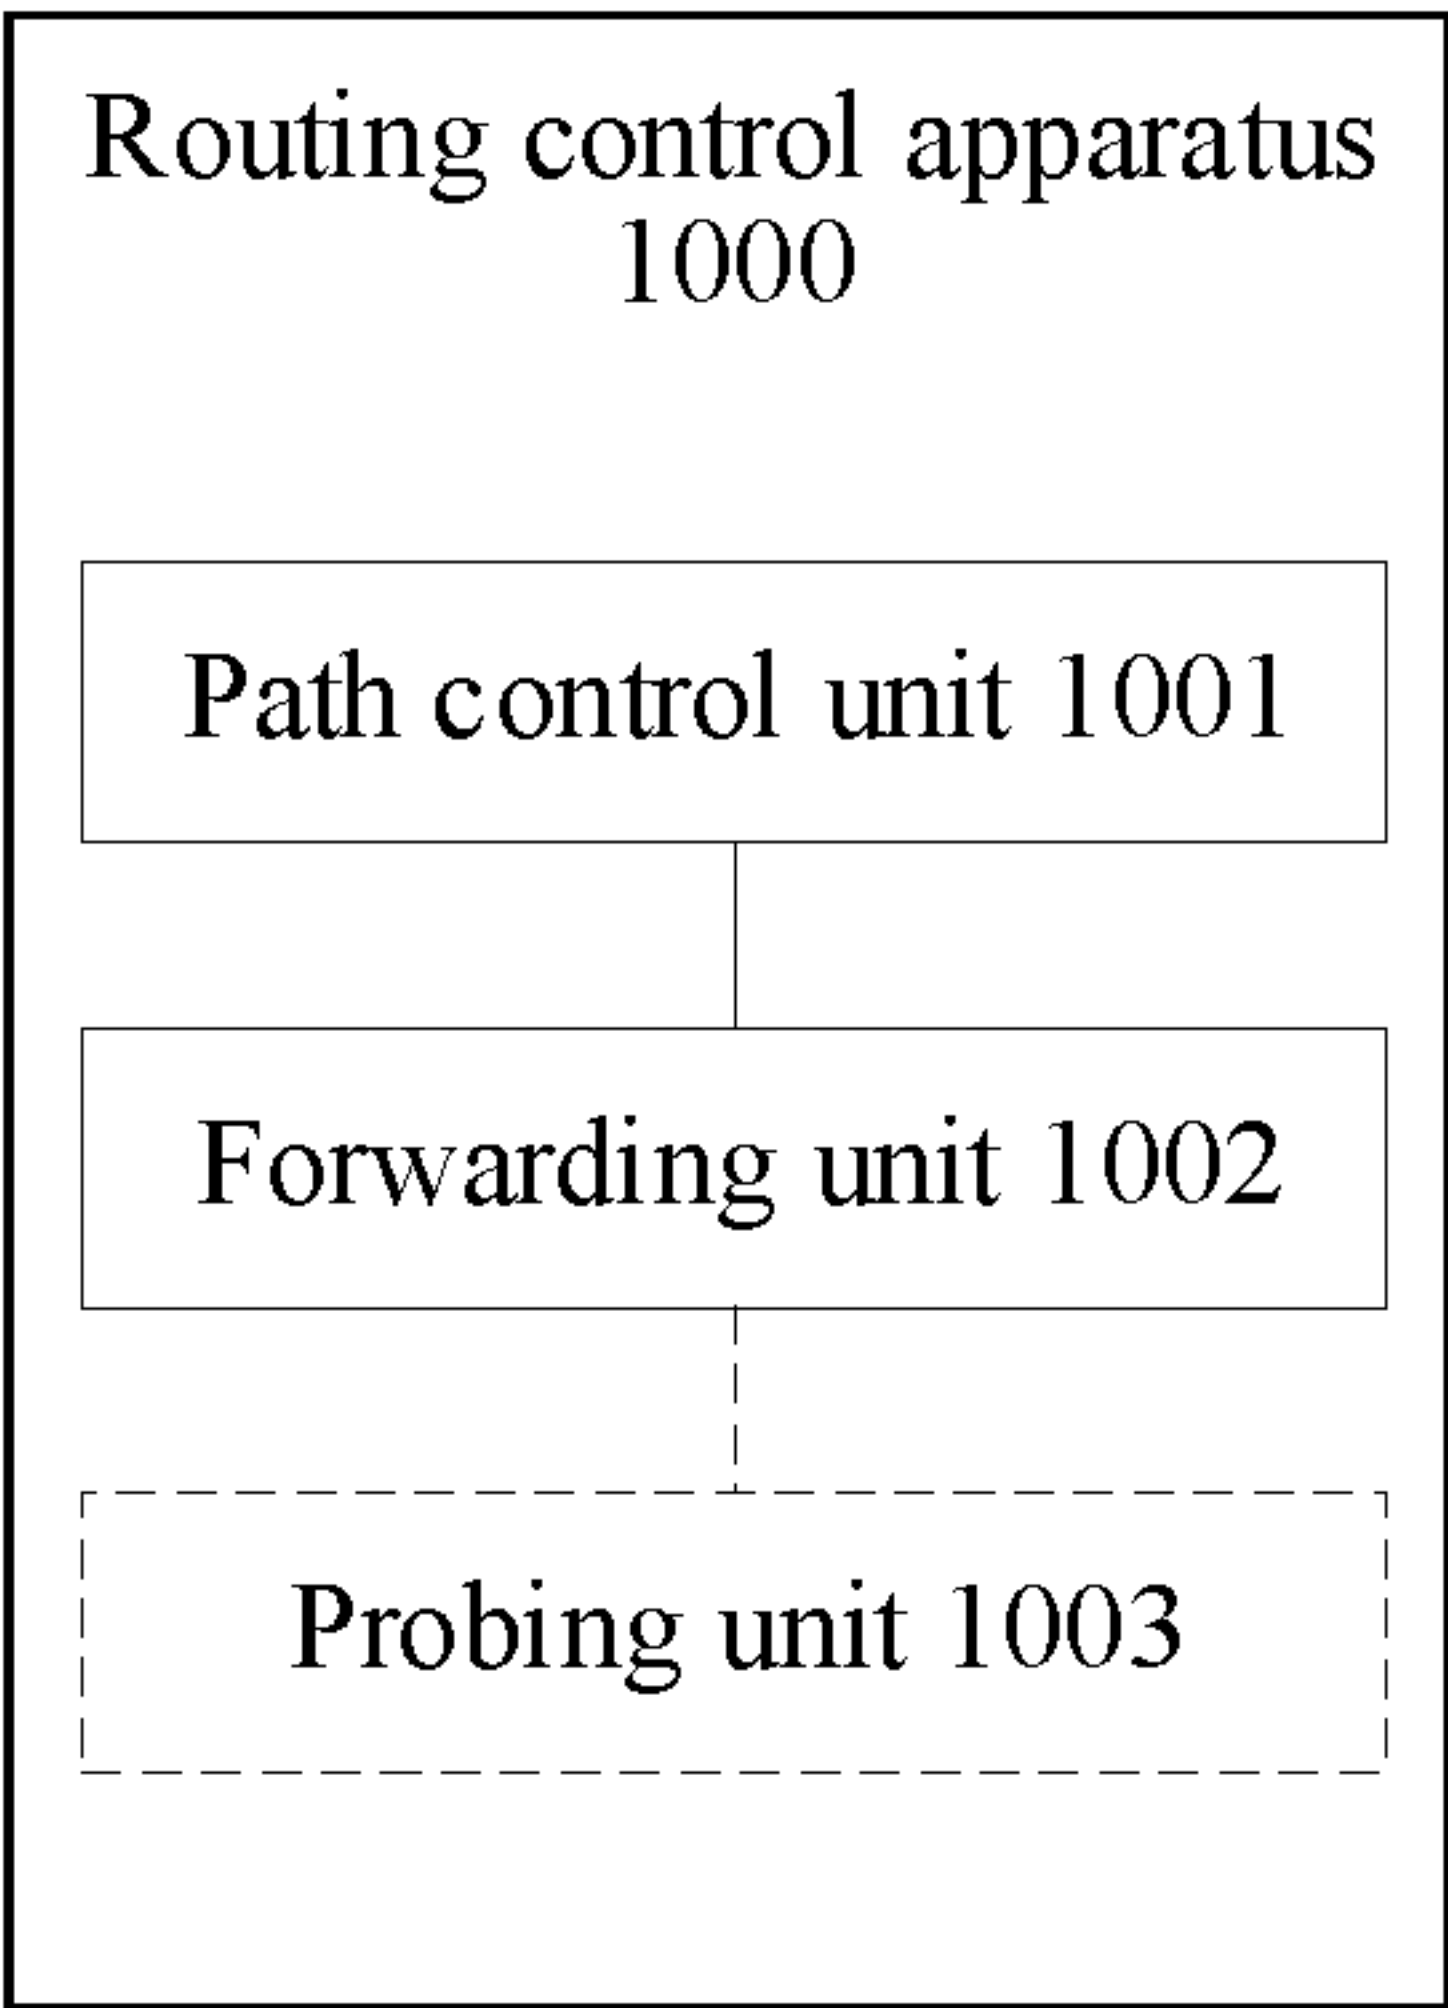 Routing control apparatus
1000
Path control unit 1001
Forwarding unit 1002
Probing unit 1003